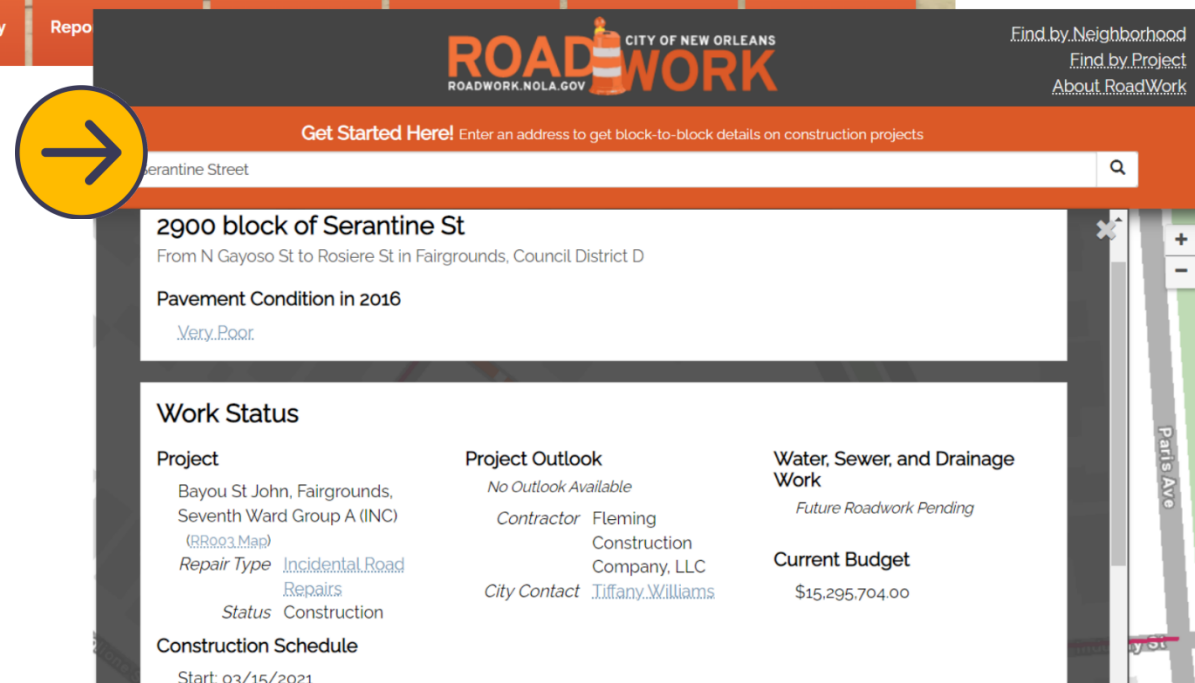 Repo
ROAD WORK
CITY OF NEW ORLEANS
ROADWORK.NOLA.GOV
Find by Neighborhood
Find by Project
About RoadWork
Get Started Here! Enter an address to get block-to-block details on construction projects
Serantine Street
2900 block of Serantine St
From N Gayoso St to Rosiere St in Fairgrounds, Council District D
Pavement Condition in 2016
Very Poor
Work Status
Project
Bayou St John, Fairgrounds,
Seventh Ward Group A (INC)
(RR003 Map)
Repair Type Incidental Road
Repairs
Status Construction
Construction Schedule
Start: 03/15/2021
Project Outlook
No Outlook Available
Contractor Fleming
Construction
Company, LLC
City Contact Tiffany Williams
Water, Sewer, and Drainage
Work
Future Roadwork Pending
Current Budget
$15,295,704.00
+
−
Paris Ave